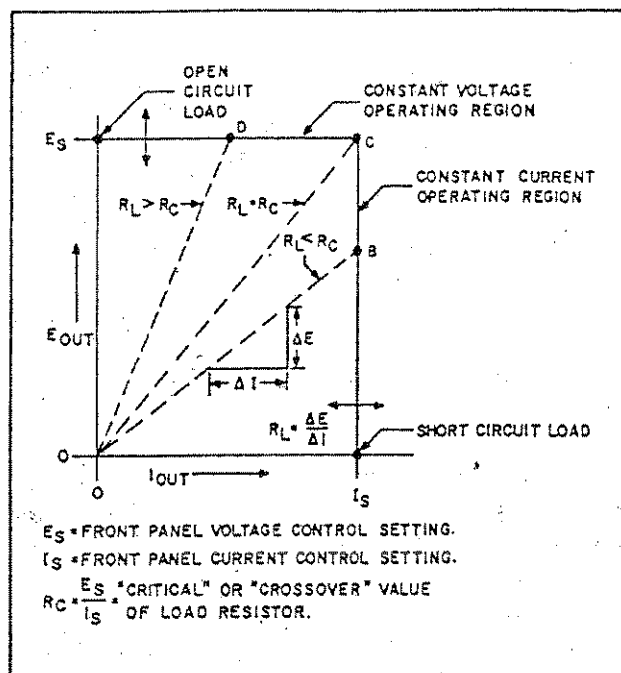 OPEN
CIRCUIT
LOAD
CONSTANT VOLTAGE
OPERATING REGION
E_S
D
C
CONSTANT CURRENT
OPERATING REGION
R_L > R_C
R_L = R_C
R_L < R_C
B
E_OUT
ΔE
ΔI
R_L = ΔE/ΔI
SHORT CIRCUIT LOAD
O
O
I_OUT
I_S
E_S = FRONT PANEL VOLTAGE CONTROL SETTING.
I_S = FRONT PANEL CURRENT CONTROL SETTING.
R_C = E_S/I_S = "CRITICAL" OR "CROSSOVER" VALUE
OF LOAD RESISTOR.